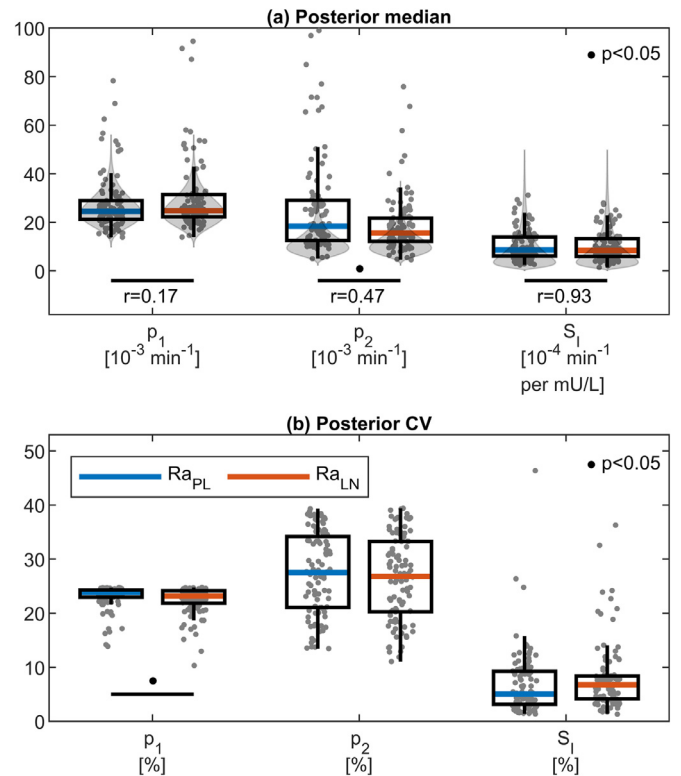 (a) Posterior median
100
80
60
40
20
0
p<0.05
r=0.17
r=0.47
r=0.93
p1
[10-3 min-1]
p2
[10-3 min-1]
SI
[10-4 min-1
per mU/L]
(b) Posterior CV
50
40
30
20
10
0
RaPL
RaLN
p<0.05
p1
[%]
p2
[%]
SI
[%]